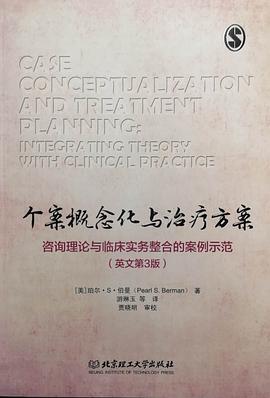 S
CASE
CONCEPTUALIZATION
AND TREATMENT
PLANNING:
INTEGRATING THEORY
WITH CLINICAL PRACTICE
个案概念化与治疗方案
咨询理论与临床实务整合的案例示范
（英文第3版）
[美]珀尔·S·伯曼（Pearl S. Berman） 著
游琳玉 等 译
贾晓明 审校
北京理工大学出版社
BEIJING INSTITUTE OF TECHNOLOGY PRESS